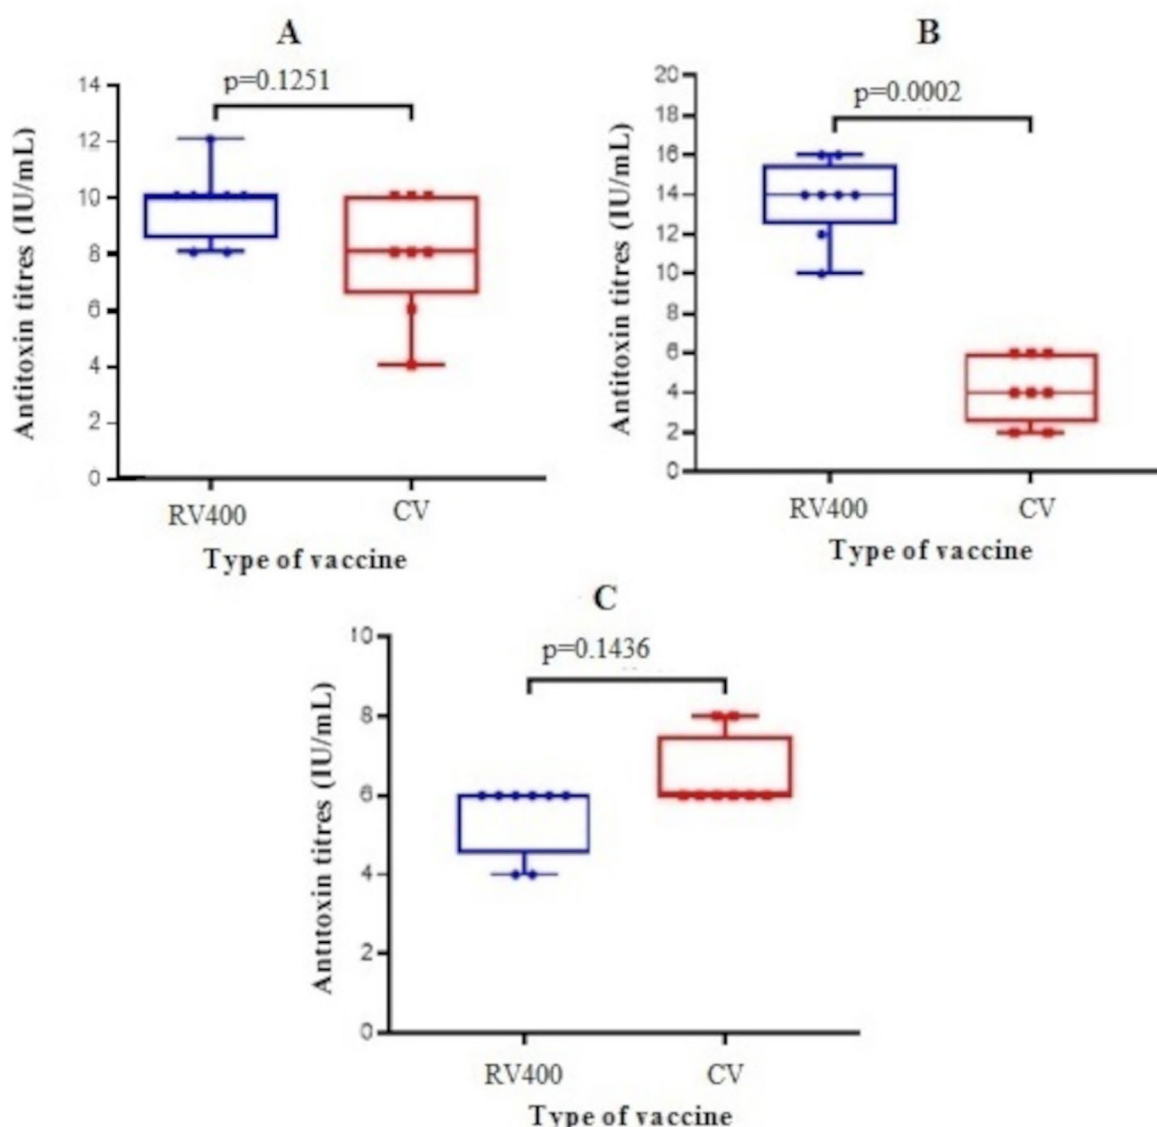 A
p=0.1251
Antitoxin titres (IU/mL)
14
12
10
8
6
4
2
0
RV400 CV
Type of vaccine
B
p=0.0002
Antitoxin titres (IU/mL)
20
18
16
14
12
10
8
6
4
2
0
RV400 CV
Type of vaccine
C
p=0.1436
Antitoxin titres (IU/mL)
10
8
6
4
2
0
RV400 CV
Type of vaccine